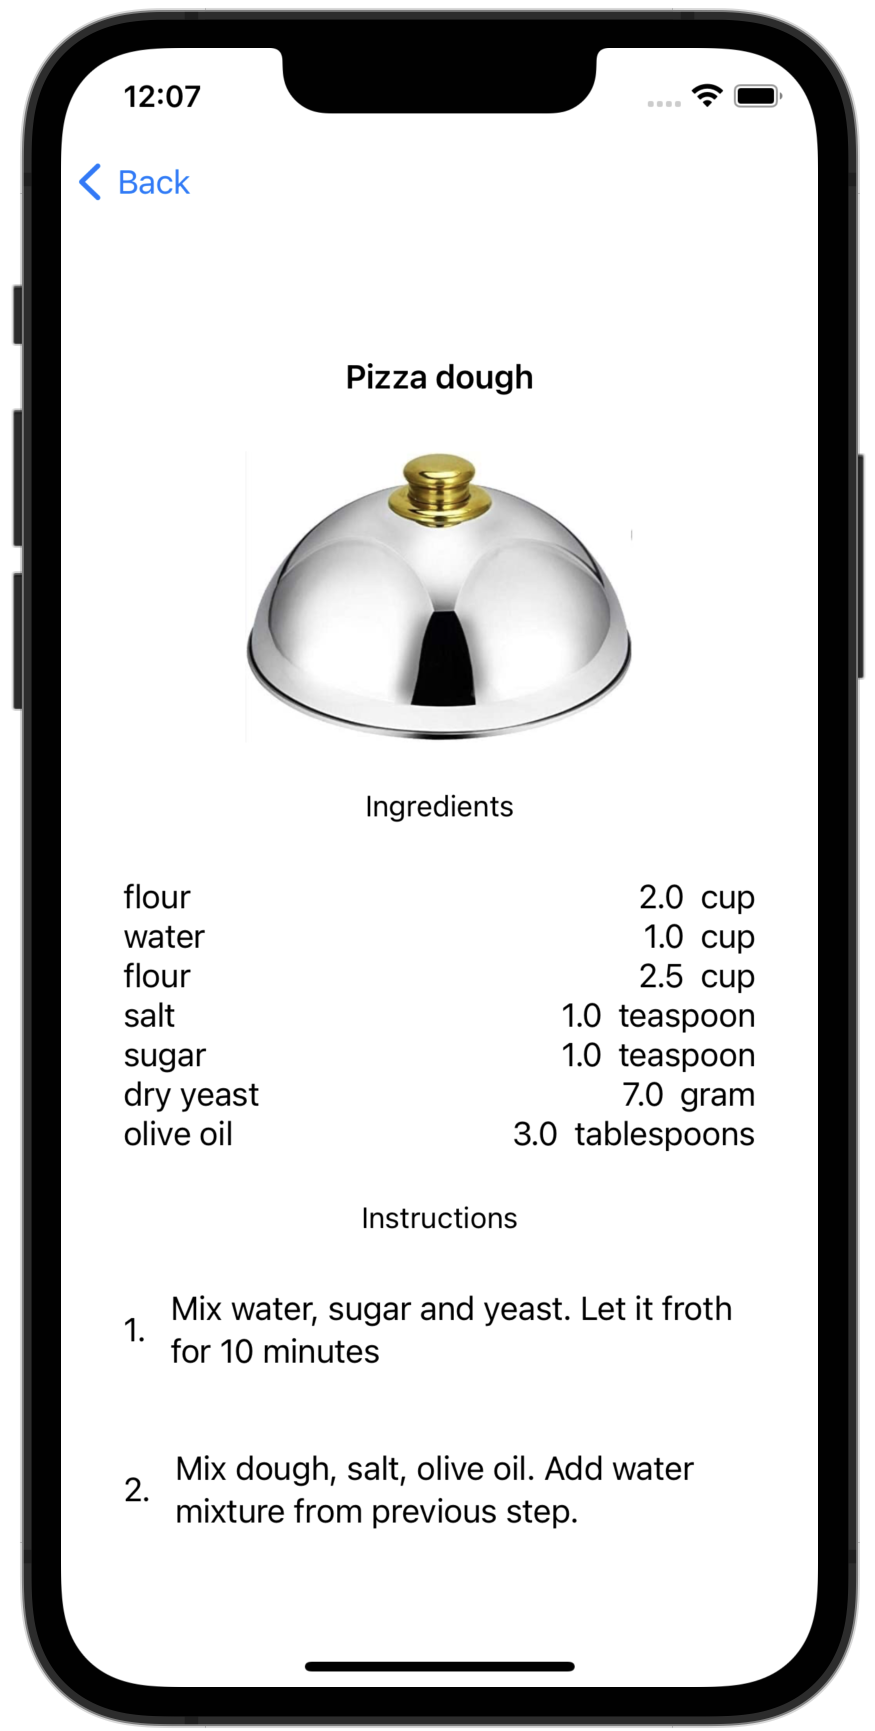 12:07
Back
Pizza dough
Ingredients
flour 2.0 cup
water 1.0 cup
flour 2.5 cup
salt 1.0 teaspoon
sugar 1.0 teaspoon
dry yeast 7.0 gram
olive oil 3.0 tablespoons
Instructions
1. Mix water, sugar and yeast. Let it froth
for 10 minutes
2. Mix dough, salt, olive oil. Add water
mixture from previous step.